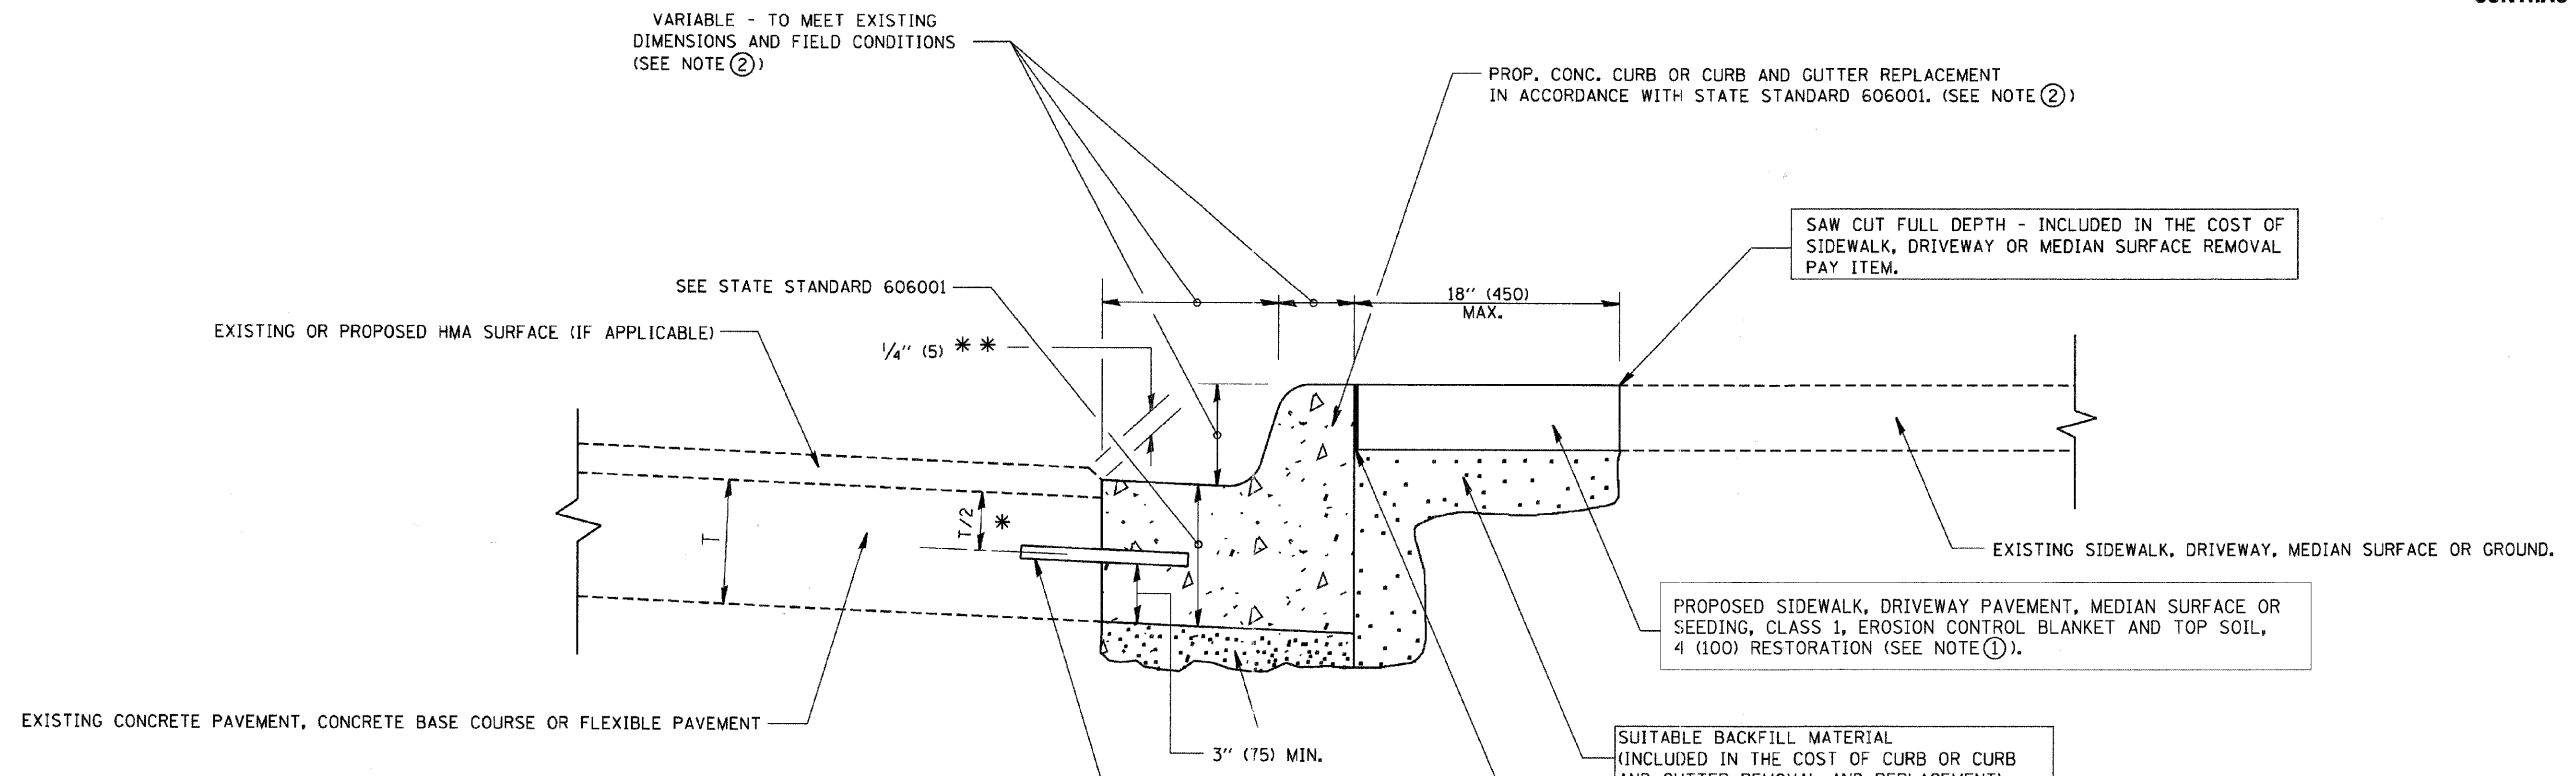 VARIABLE - TO MEET EXISTING
DIMENSIONS AND FIELD CONDITIONS
(SEE NOTE ②)
PROP. CONC. CURB OR CURB AND GUTTER REPLACEMENT
IN ACCORDANCE WITH STATE STANDARD 606001. (SEE NOTE ②)
SAW CUT FULL DEPTH - INCLUDED IN THE COST OF
SIDEWALK, DRIVEWAY OR MEDIAN SURFACE REMOVAL
PAY ITEM.
SEE STATE STANDARD 606001
18" (450)
MAX.
EXISTING OR PROPOSED HMA SURFACE (IF APPLICABLE)
1/4" (5) * *
T
T/2 *
EXISTING SIDEWALK, DRIVEWAY, MEDIAN SURFACE OR GROUND.
PROPOSED SIDEWALK, DRIVEWAY PAVEMENT, MEDIAN SURFACE OR
SEEDING, CLASS 1, EROSION CONTROL BLANKET AND TOP SOIL,
4 (100) RESTORATION (SEE NOTE ①).
EXISTING CONCRETE PAVEMENT, CONCRETE BASE COURSE OR FLEXIBLE PAVEMENT
3" (75) MIN.
SUITABLE BACKFILL MATERIAL
(INCLUDED IN THE COST OF CURB OR CURB
AND GUTTER REMOVAL AND REPLACEMENT)